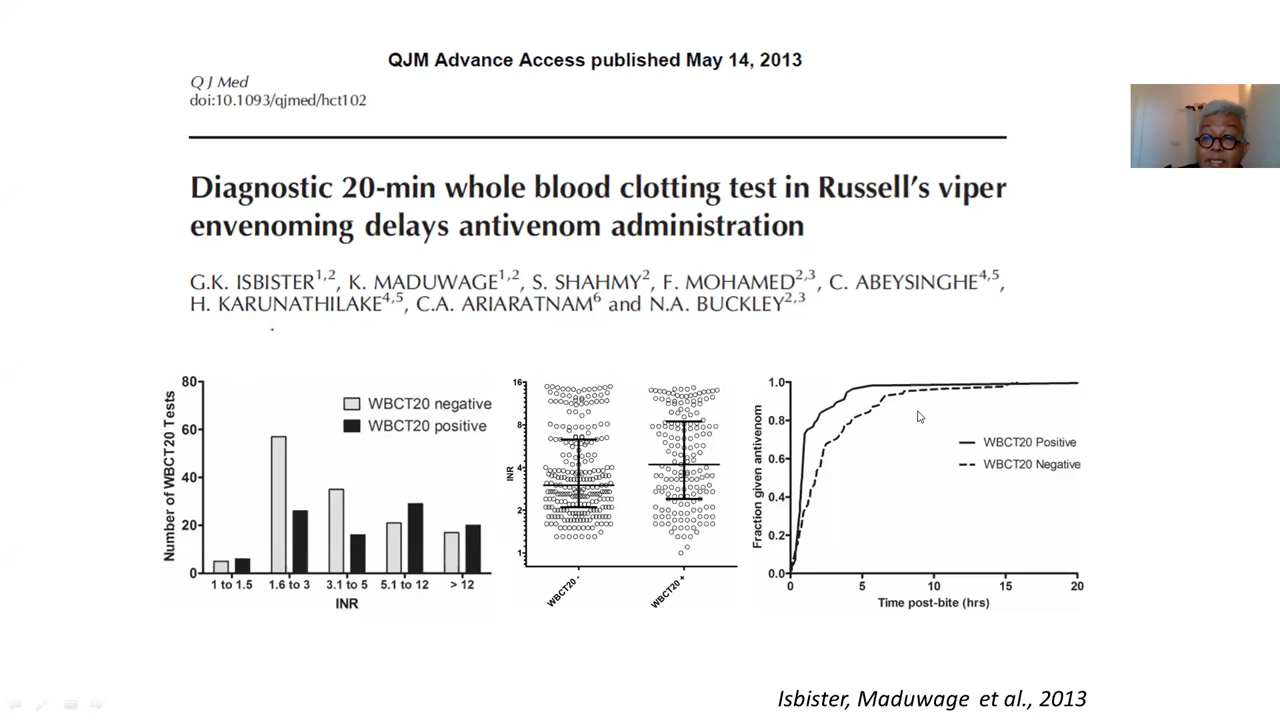 QJM Advance Access published May 14, 2013
Q J Med
doi:10.1093/qjmed/hct102
Diagnostic 20-min whole blood clotting test in Russell’s viper
envenoming delays antivenom administration
G.K. ISBISTER1,2, K. MADUWAGE1,2, S. SHAHMY2, F. MOHAMED2,3, C. ABEYSINGHE4,5,
H. KARUNATHILAKE4,5, C.A. ARIARATNAM6 and N.A. BUCKLEY2,3
Number of WBCT20 Tests
80
60
40
20
0
WBCT20 negative
WBCT20 positive
1 to 1.5
1.6 to 3
3.1 to 5
5.1 to 12
> 12
INR
INR
16
8
4
2
1
WBCT20 -
WBCT20 +
Fraction given antivenom
1.0
0.8
0.6
0.4
0.2
0.0
WBCT20 Positive
WBCT20 Negative
0
5
10
15
20
Time post-bite (hrs)
Isbister, Maduwage et al., 2013